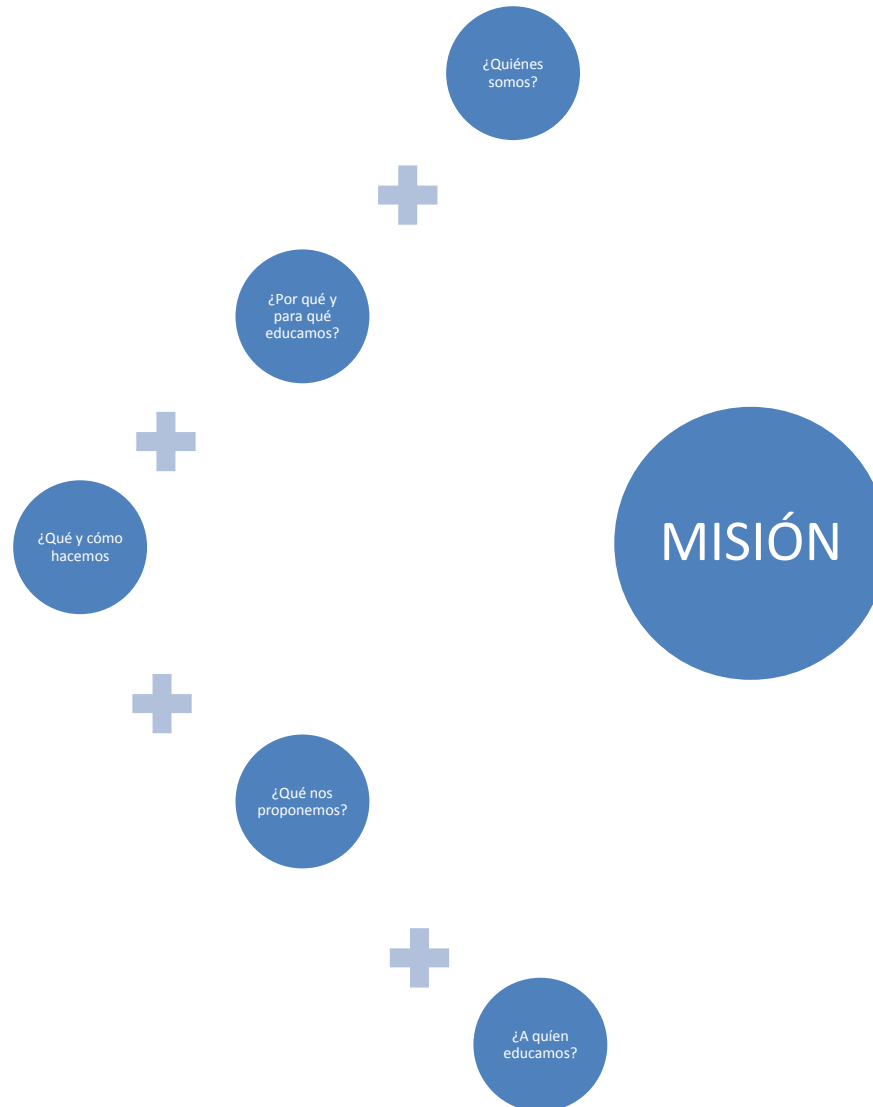 ¿Quiénes
somos?
¿Por qué y
para qué
educamos?
¿Qué y cómo
hacemos
MISIÓN
¿Qué nos
proponemos?
¿A quíen
educamos?